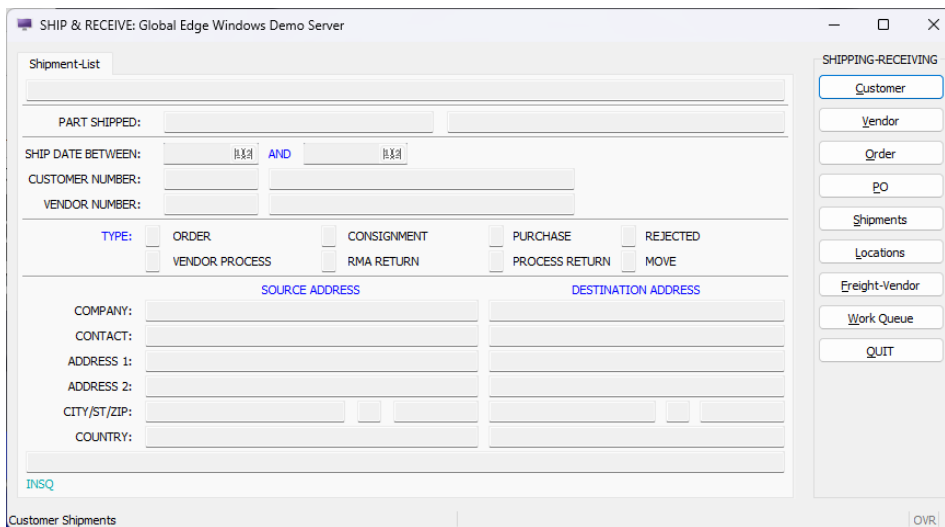 SHIP & RECEIVE: Global Edge Windows Demo Server
Shipment-List
PART SHIPPED:
SHIP DATE BETWEEN: AND
CUSTOMER NUMBER:
VENDOR NUMBER:
TYPE: ORDER CONSIGNMENT PURCHASE REJECTED
VENDOR PROCESS RMA RETURN PROCESS RETURN MOVE
SOURCE ADDRESS DESTINATION ADDRESS
COMPANY:
CONTACT:
ADDRESS 1:
ADDRESS 2:
CITY/ST/ZIP:
COUNTRY:
INSQ
SHIPPING-RECEIVING
Customer
Vendor
Order
PO
Shipments
Locations
Freight-Vendor
Work Queue
QUIT
Customer Shipments
OVR